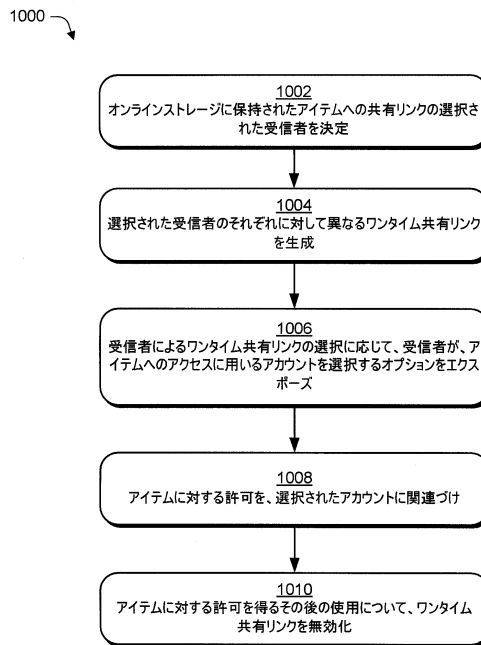 1000
1002
オンラインストレージに保持されたアイテムへの共有リンクの選択さ
れた受信者を決定
1004
選択された受信者のそれぞれに対して異なるワンタイム共有リンク
を生成
1006
受信者によるワンタイム共有リンクの選択に応じて、受信者が、ア
イテムへのアクセスに用いるアカウントを選択するオプションをエクス
ポーズ
1008
アイテムに対する許可を、選択されたアカウントに関連づけ
1010
アイテムに対する許可を得るその後の使用について、ワンタイム
共有リンクを無効化